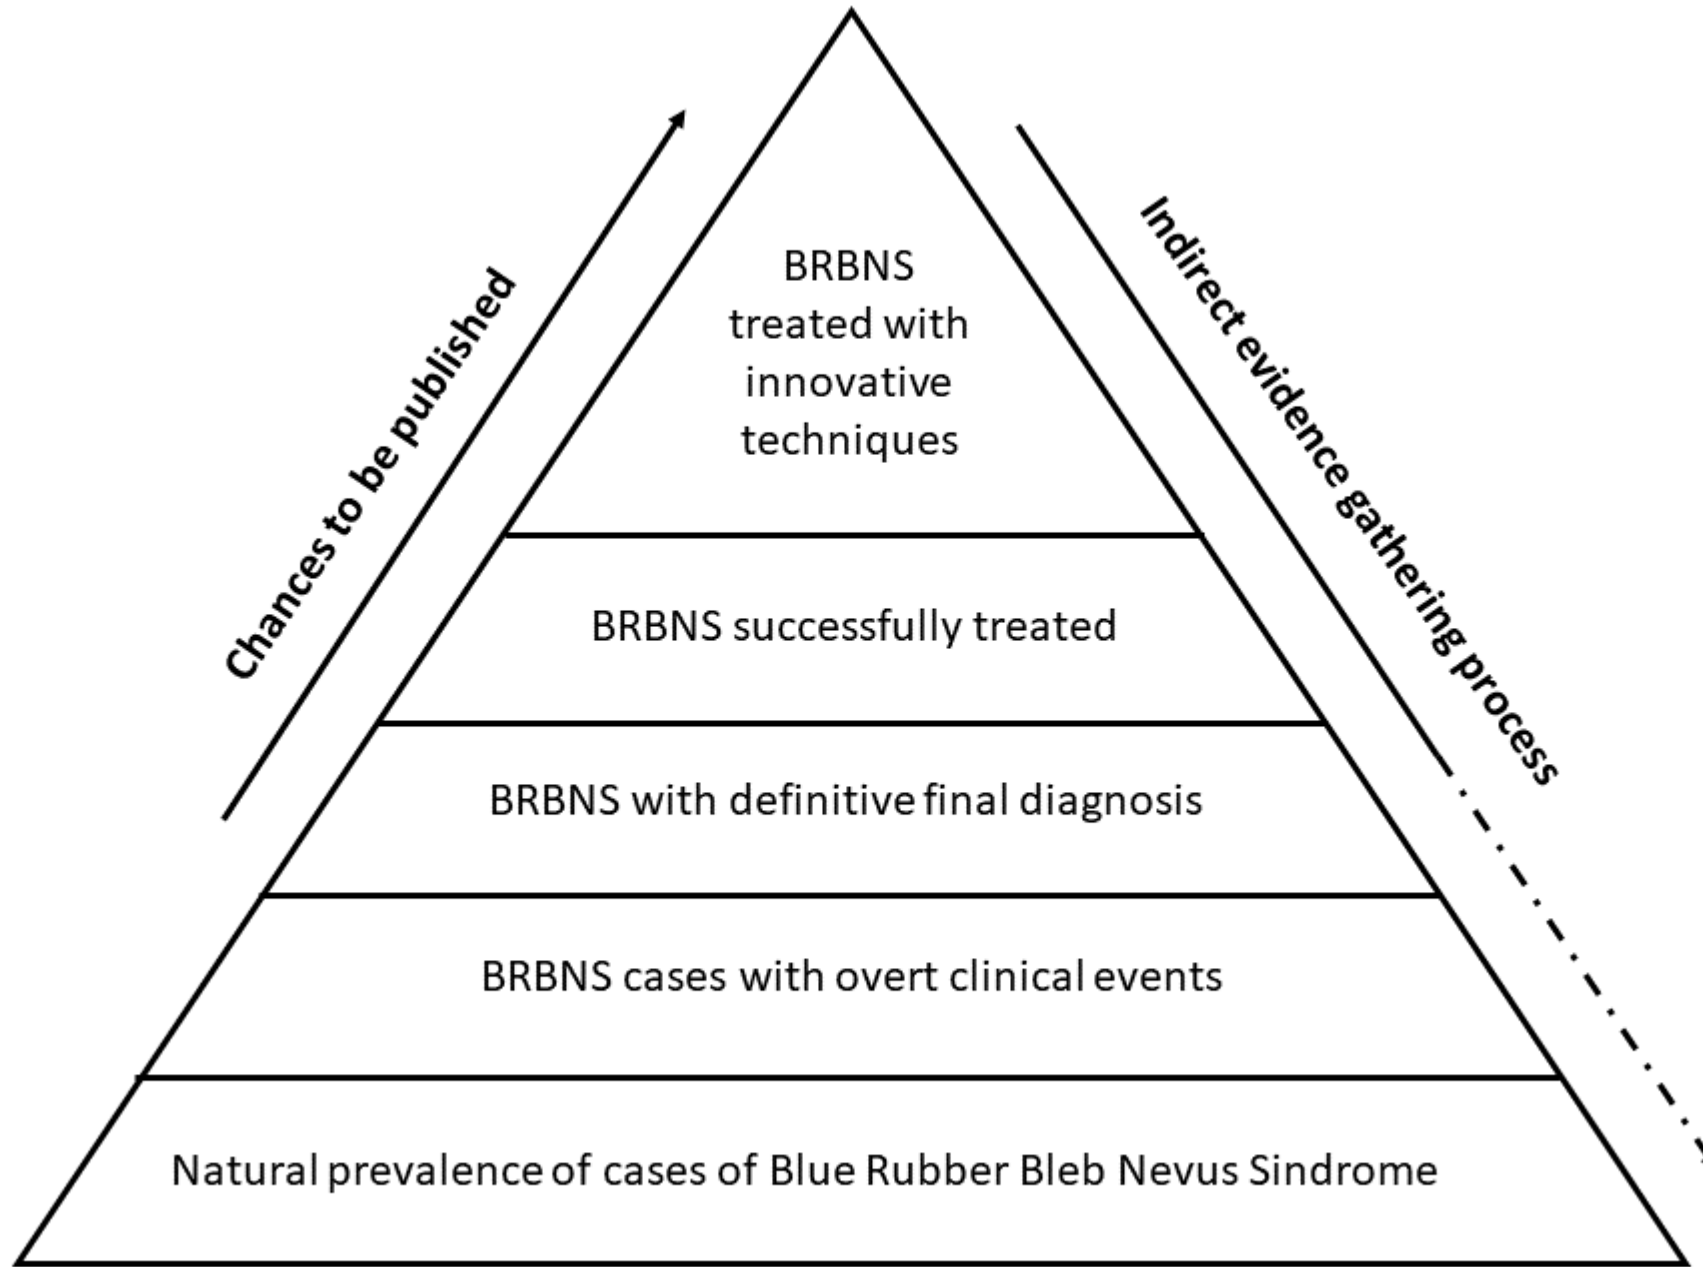 Chances to be published
Indirect evidence gathering process
BRBNS
treated with
innovative
techniques
BRBNS successfully treated
BRBNS with definitive final diagnosis
BRBNS cases with overt clinical events
Natural prevalence of cases of Blue Rubber Bleb Nevus Sindrome